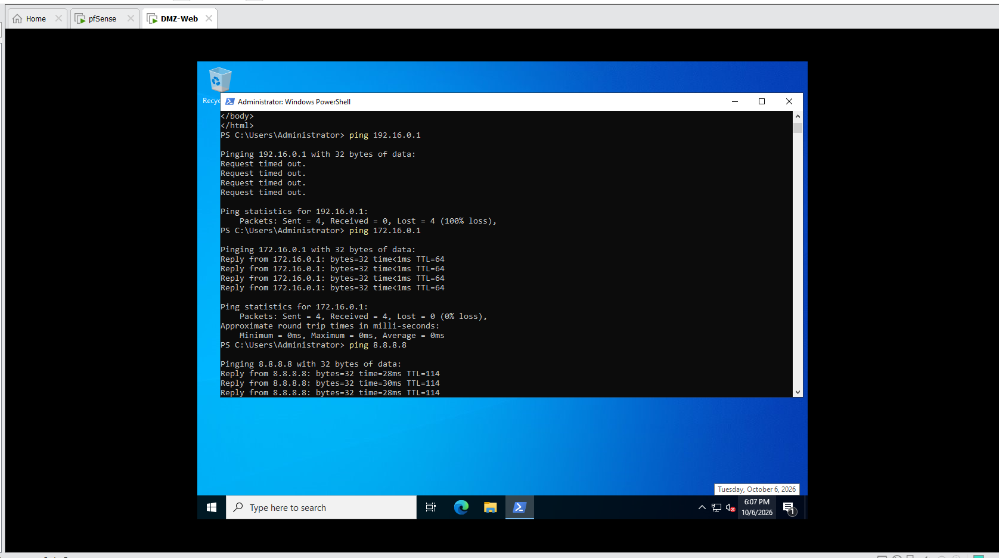 Home
pfSense
DMZ-Web
Recyc
Administrator: Windows PowerShell
</body>
</html>
PS C:\Users\Administrator> ping 192.16.0.1
Pinging 192.16.0.1 with 32 bytes of data:
Request timed out.
Request timed out.
Request timed out.
Request timed out.
Ping statistics for 192.16.0.1:
    Packets: Sent = 4, Received = 0, Lost = 4 (100% loss),
PS C:\Users\Administrator> ping 172.16.0.1
Pinging 172.16.0.1 with 32 bytes of data:
Reply from 172.16.0.1: bytes=32 time<1ms TTL=64
Reply from 172.16.0.1: bytes=32 time<1ms TTL=64
Reply from 172.16.0.1: bytes=32 time<1ms TTL=64
Reply from 172.16.0.1: bytes=32 time<1ms TTL=64
Ping statistics for 172.16.0.1:
    Packets: Sent = 4, Received = 4, Lost = 0 (0% loss),
Approximate round trip times in milli-seconds:
    Minimum = 0ms, Maximum = 0ms, Average = 0ms
PS C:\Users\Administrator> ping 8.8.8.8
Pinging 8.8.8.8 with 32 bytes of data:
Reply from 8.8.8.8: bytes=32 time=28ms TTL=114
Reply from 8.8.8.8: bytes=32 time=30ms TTL=114
Reply from 8.8.8.8: bytes=32 time=28ms TTL=114
Tuesday, October 6, 2026
Type here to search
6:07 PM
10/6/2026
1